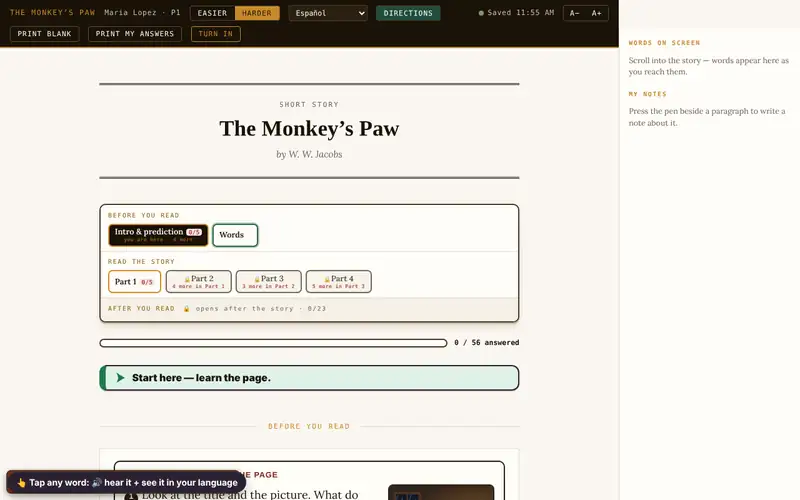 THE MONKEY'S PAW Maria Lopez · P1 EASIER HARDER Español DIRECTIONS Saved 11:55 AM A− A+
PRINT BLANK PRINT MY ANSWERS TURN IN
SHORT STORY
The Monkey’s Paw
by W. W. Jacobs
BEFORE YOU READ
Intro & prediction 0/5
you are here · 4 more
Words
READ THE STORY
Part 1 0/5
🔒Part 2
4 more in Part 1
🔒Part 3
3 more in Part 2
🔒Part 4
5 more in Part 3
AFTER YOU READ 🔒 opens after the story · 0/23
0 / 56 answered
➤ Start here — learn the page.
BEFORE YOU READ
E PAGE
1 Look at the title and the picture. What do
👆 Tap any word: 🔊 hear it + see it in your language
WORDS ON SCREEN
Scroll into the story — words appear here as
you reach them.
MY NOTES
Press the pen beside a paragraph to write a
note about it.